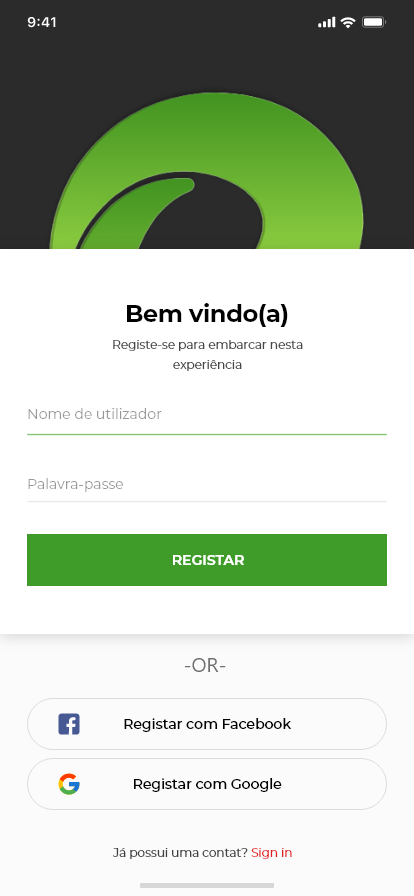 9:41
Bem vindo(a)
Registe-se para embarcar nesta
experiência
Nome de utilizador
Palavra-passe
REGISTAR
-OR-
Registar com Facebook
Registar com Google
Já possui uma contat? Sign in